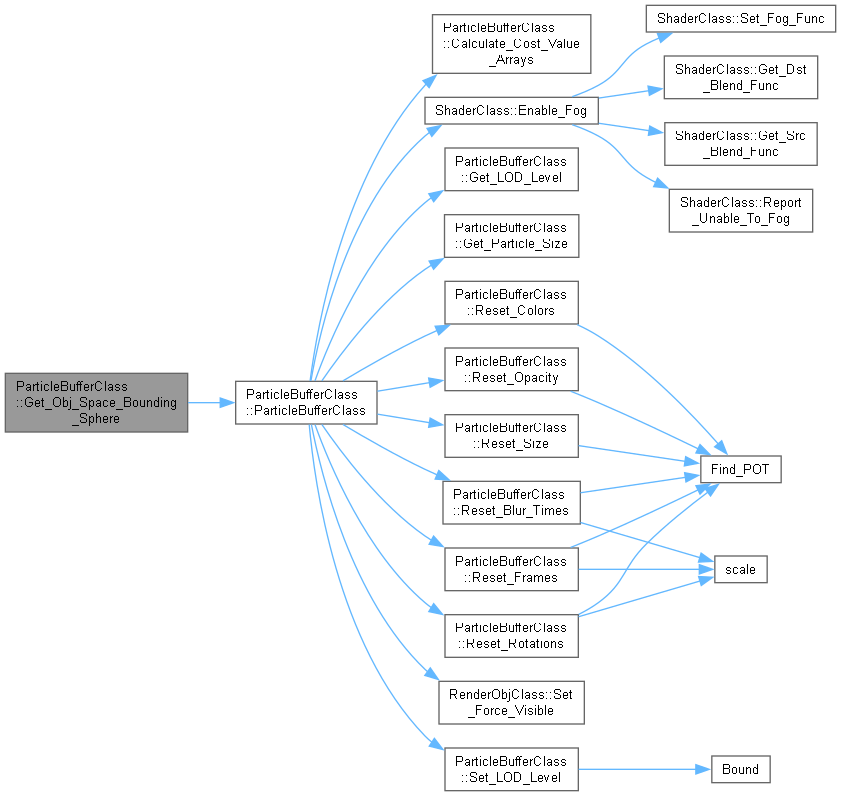 ParticleBufferClass
::Get_Obj_Space_Bounding
_Sphere
ParticleBufferClass
::ParticleBufferClass
ParticleBufferClass
::Calculate_Cost_Value
_Arrays
ShaderClass::Enable_Fog
ParticleBufferClass
::Get_LOD_Level
ParticleBufferClass
::Get_Particle_Size
ParticleBufferClass
::Reset_Colors
ParticleBufferClass
::Reset_Opacity
ParticleBufferClass
::Reset_Size
ParticleBufferClass
::Reset_Blur_Times
ParticleBufferClass
::Reset_Frames
ParticleBufferClass
::Reset_Rotations
RenderObjClass::Set
_Force_Visible
ParticleBufferClass
::Set_LOD_Level
ShaderClass::Set_Fog_Func
ShaderClass::Get_Dst
_Blend_Func
ShaderClass::Get_Src
_Blend_Func
ShaderClass::Report
_Unable_To_Fog
Find_POT
scale
Bound